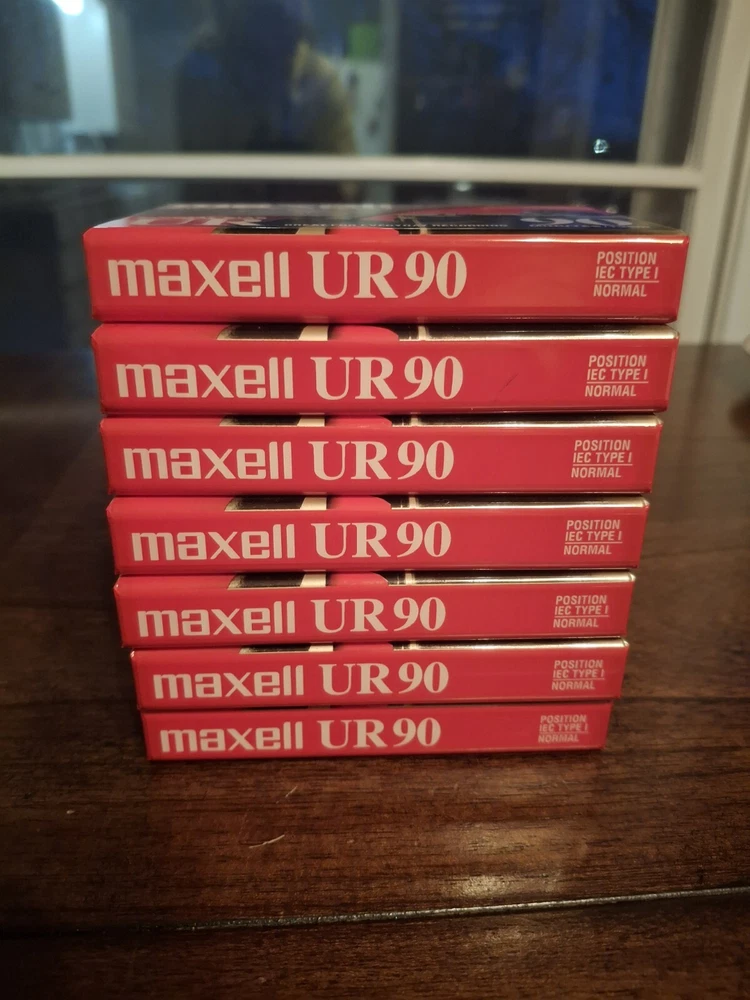 UR
maxell UR 90
POSITION
IEC TYPE I
NORMAL
maxell UR 90
POSITION
IEC TYPE I
NORMAL
maxell UR 90
POSITION
IEC TYPE I
NORMAL
maxell UR 90
POSITION
IEC TYPE I
NORMAL
maxell UR 90
POSITION
IEC TYPE I
NORMAL
maxell UR 90
POSITION
IEC TYPE I
NORMAL
maxell UR 90
POSITION
IEC TYPE I
NORMAL